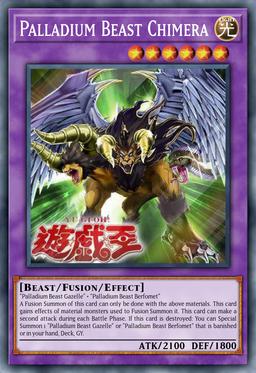 PALLADIUM BEAST CHIMERA
LIGHT
光
YU-GI-OH!
遊戯王
[BEAST/FUSION/EFFECT]
"Palladium Beast Gazelle" + "Palladium Beast Berfomet"
A Fusion Summon of this card can only be done with the above materials. This card
gains effects of material monsters used to Fusion Summon it. This card can make a
second attack during each Battle Phase. If this card is destroyed: You can Special
Summon 1 "Palladium Beast Gazelle" or "Palladium Beast Berfomet" that is banished
or in your hand, Deck, GY.
ATK/2100 DEF/1800